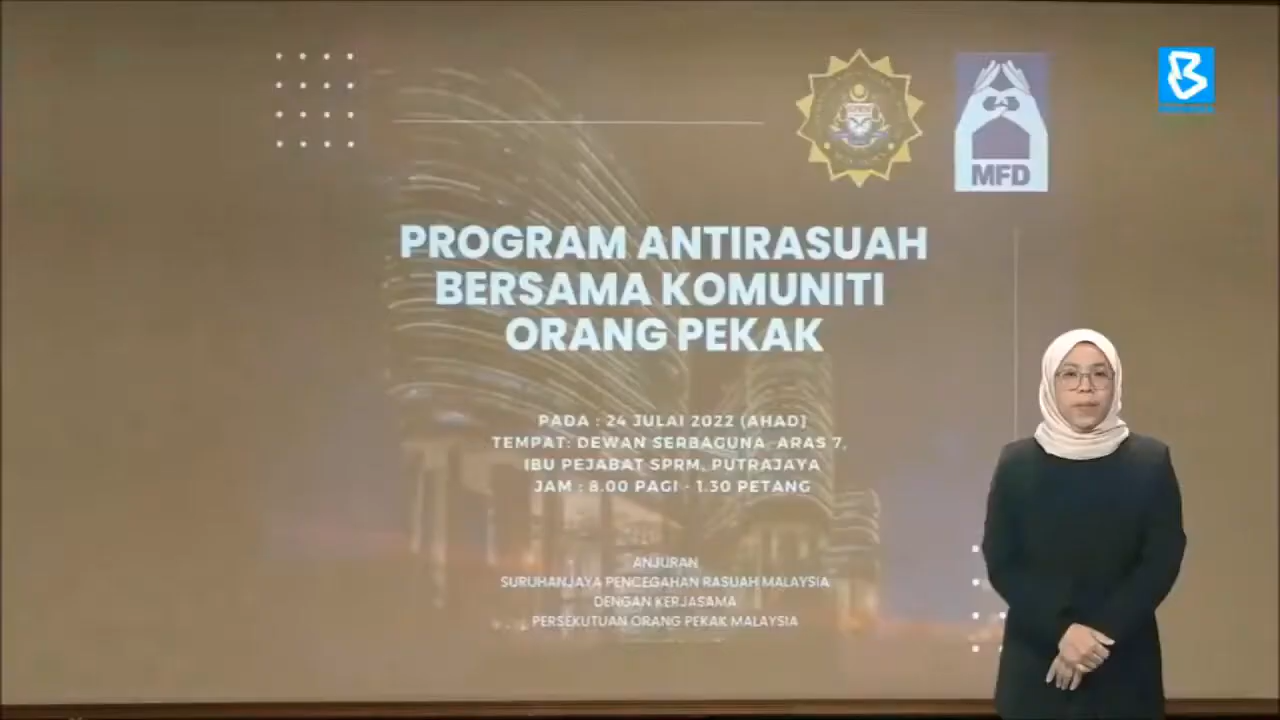 MFD
PROGRAM ANTIRASUAH
BERSAMA KOMUNITI
ORANG PEKAK
PADA : 24 JULAI 2022 (AHAD)
TEMPAT: DEWAN SERBAGUNA ARAS 7,
IBU PEJABAT SPRM, PUTRAJAYA
JAM : 8.00 PAGI - 1.30 PETANG
ANJURAN
SURUHANJAYA PENCEGAHAN RASUAH MALAYSIA
DENGAN KERJASAMA
PERSEKUTUAN ORANG PEKAK MALAYSIA